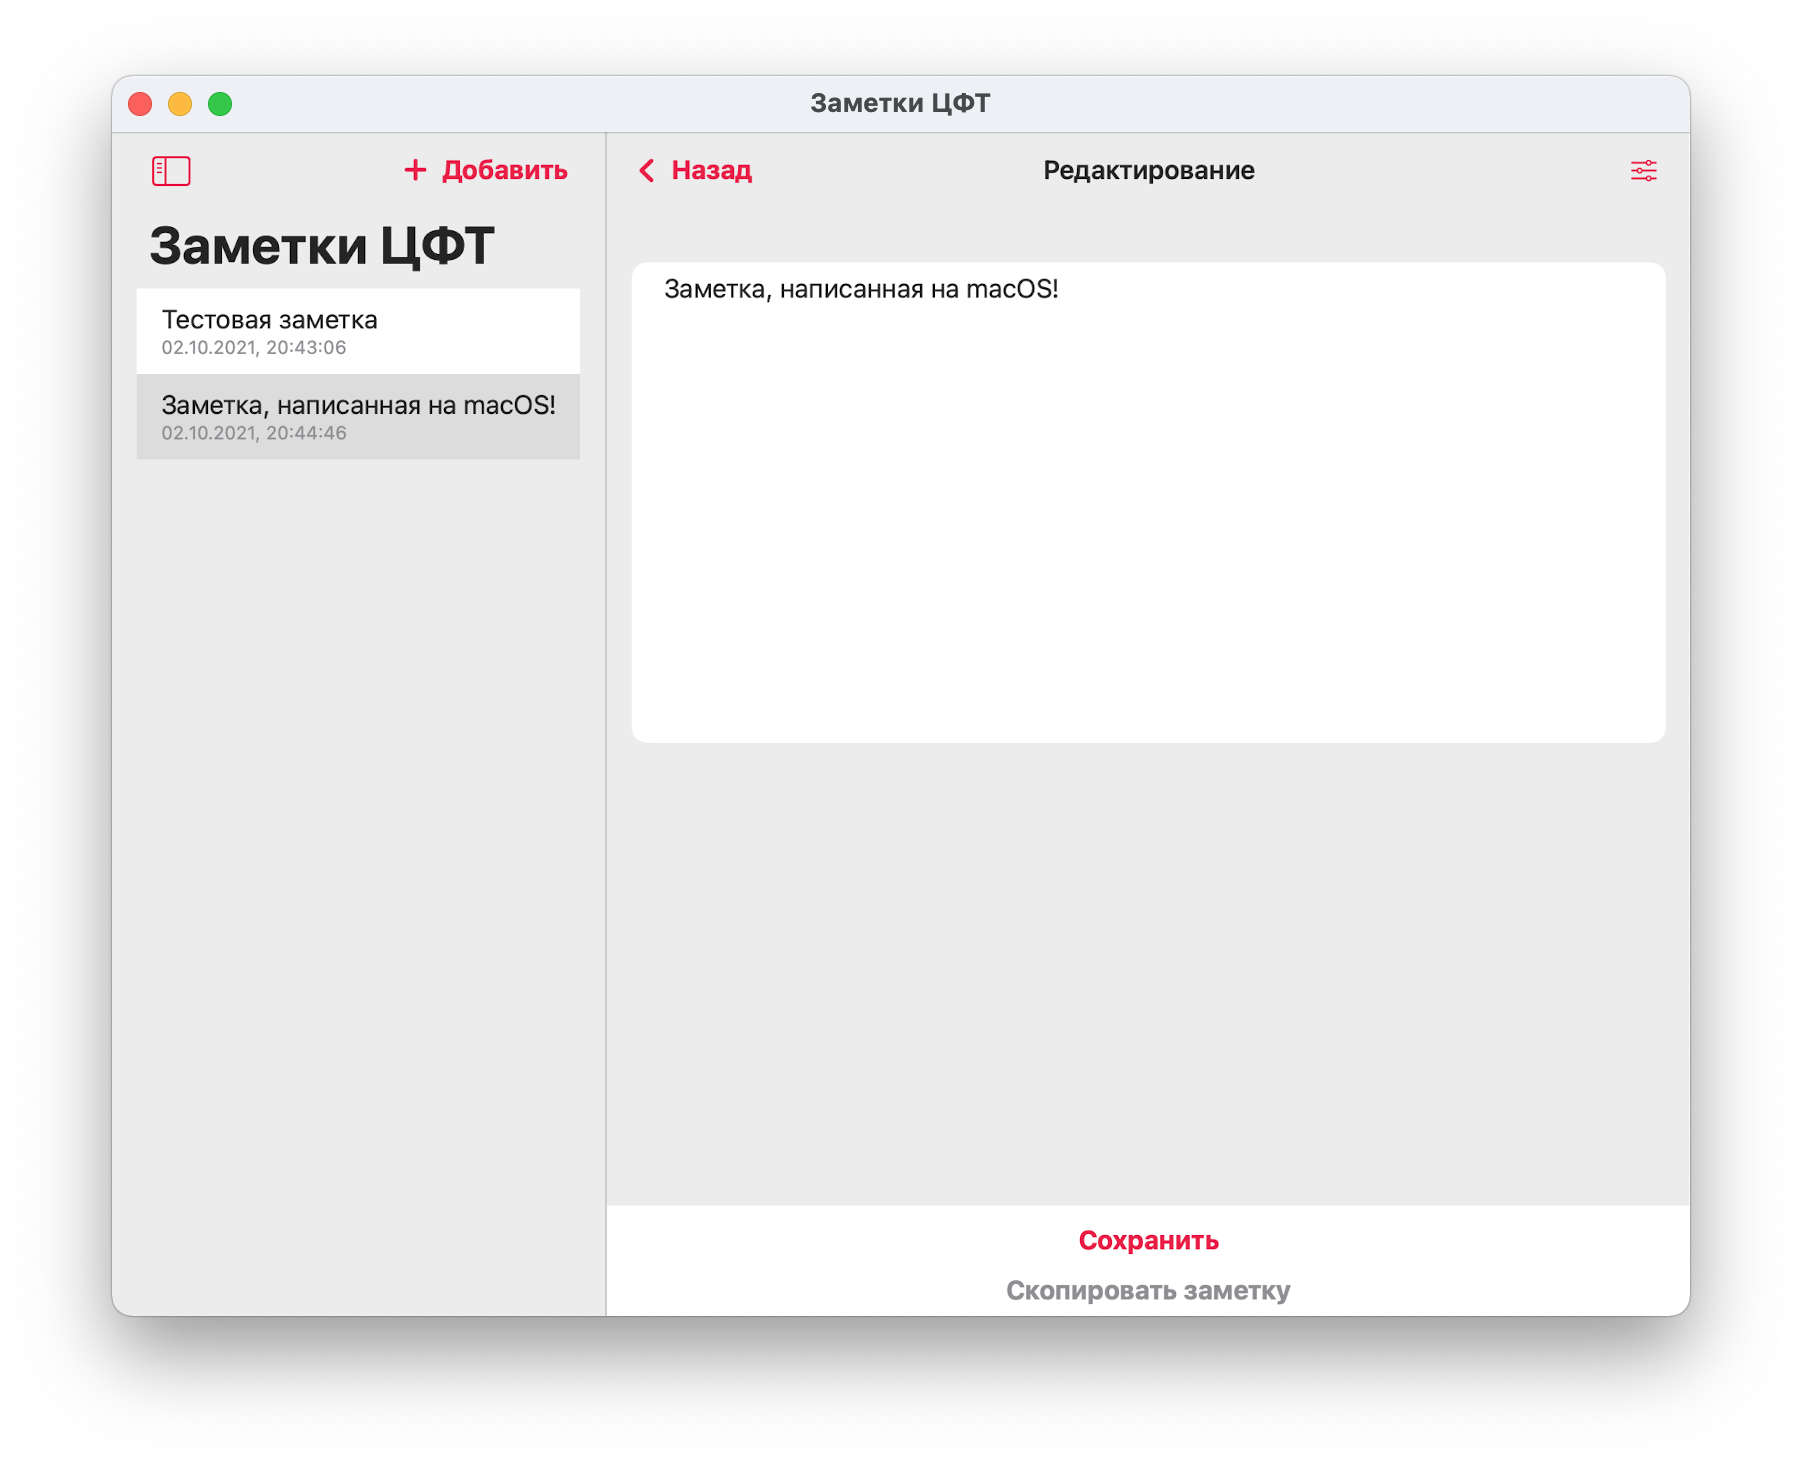 Заметки ЦФТ
+ Добавить
Заметки ЦФТ
Тестовая заметка
02.10.2021, 20:43:06
Заметка, написанная на macOS!
02.10.2021, 20:44:46
Назад
Редактирование
Заметка, написанная на macOS!
Сохранить
Скопировать заметку